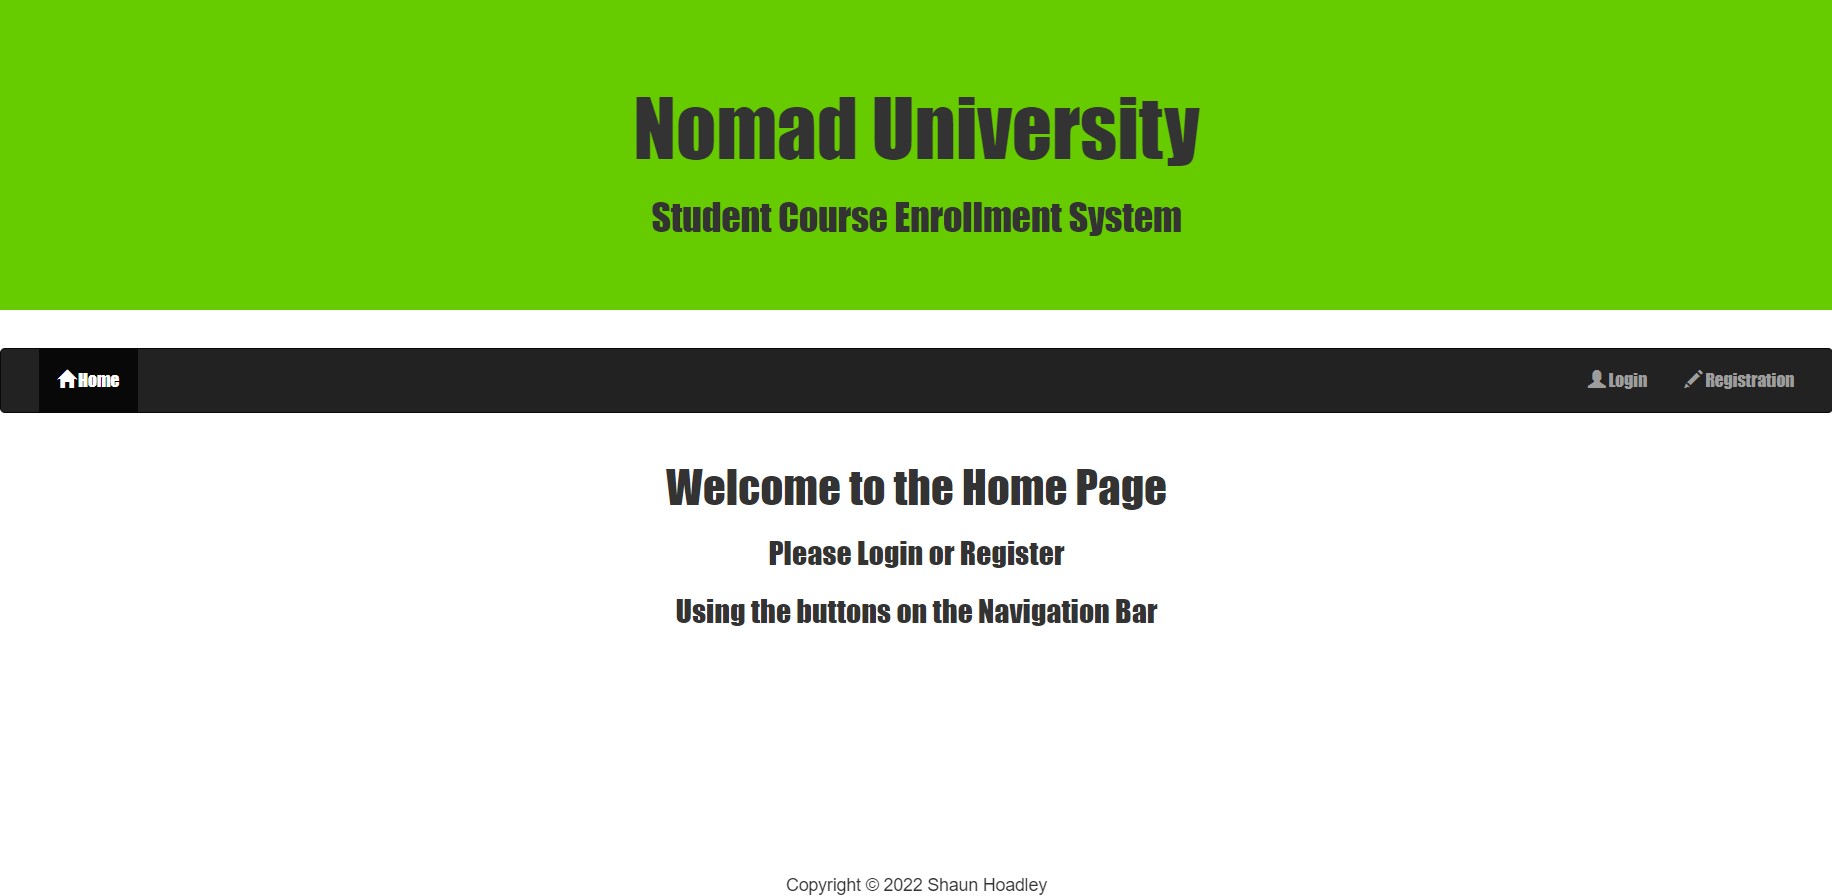 Nomad University
Student Course Enrollment System
Home
Login
Registration
Welcome to the Home Page
Please Login or Register
Using the buttons on the Navigation Bar
Copyright © 2022 Shaun Hoadley